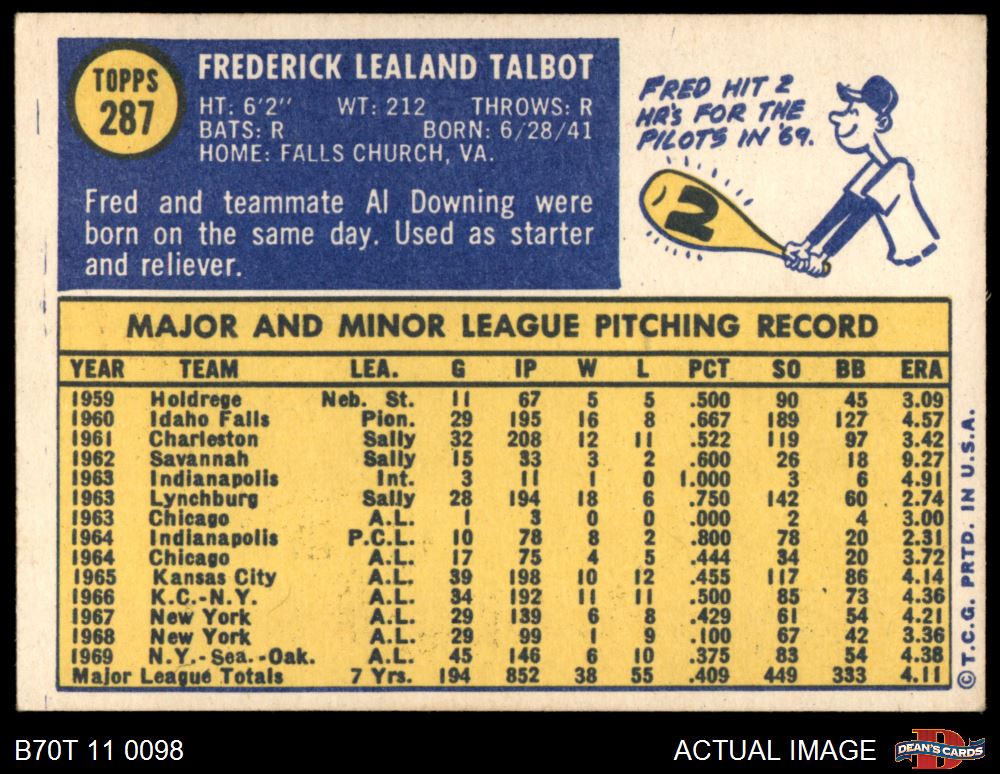 TOPPS
287
FREDERICK LEALAND TALBOT
HT: 6'2" WT: 212 THROWS: R
BATS: R BORN: 6/28/41
HOME: FALLS CHURCH, VA.
Fred and teammate Al Downing were
born on the same day. Used as starter
and reliever.
FRED HIT 2
HR's FOR THE
PILOTS IN '69.
2
MAJOR AND MINOR LEAGUE PITCHING RECORD
YEAR TEAM LEA. G IP W L PCT SO BB ERA
1959 Holdrege Neb. St. 11 67 5 5 .500 90 45 3.09
1960 Idaho Falls Pion. 29 195 16 8 .667 189 127 4.57
1961 Charleston Sally 32 208 12 11 .522 119 97 3.42
1962 Savannah Sally 15 33 3 2 .600 26 18 9.27
1963 Indianapolis Int. 3 11 1 0 1.000 3 6 4.91
1963 Lynchburg Sally 28 194 18 6 .750 142 60 2.74
1963 Chicago A.L. 1 3 0 0 .000 2 4 3.00
1964 Indianapolis P.C.L. 10 78 8 2 .800 78 20 2.31
1964 Chicago A.L. 17 75 4 5 .444 34 20 3.72
1965 Kansas City A.L. 39 198 10 12 .455 117 86 4.14
1966 K.C.-N.Y. A.L. 34 192 11 11 .500 85 73 4.36
1967 New York A.L. 29 139 6 8 .429 61 54 4.21
1968 New York A.L. 29 99 1 9 .100 67 42 3.36
1969 N.Y.-Sea.-Oak. A.L. 45 146 6 10 .375 83 54 4.38
Major League Totals 7 Yrs. 194 852 38 55 .409 449 333 4.11
© T.C.G. PRTD. IN U.S.A.
B70T 11 0098
ACTUAL IMAGE
D
DEAN'S CARDS